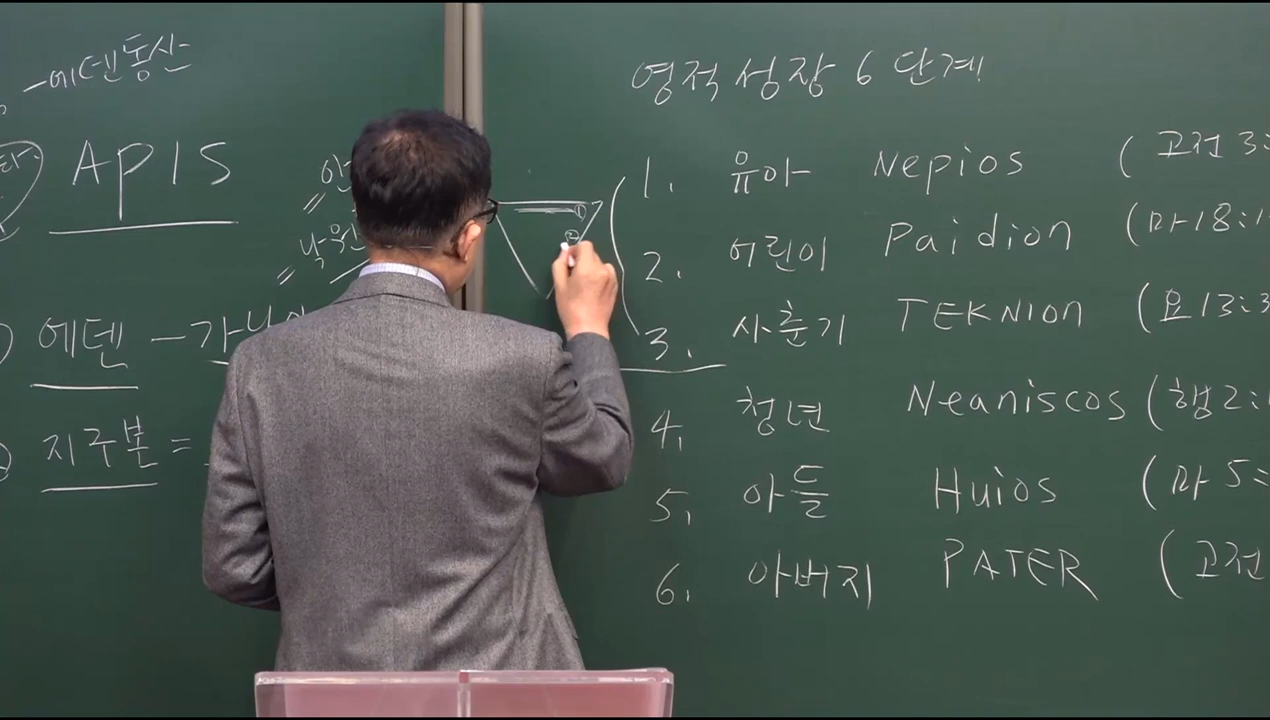 - 에덴동산
APIS
에덴 -
지구본 =
영적성장 6단계
1. 유아 Nepios (고전 3:
2. 어린이 Paidion (마 18:
3. 사춘기 TEKNION (요 13:3
4. 청년 Neaniscos (행 2:
5. 아들 Huios (마 5:
6. 아버지 PATER (고전
① 
②